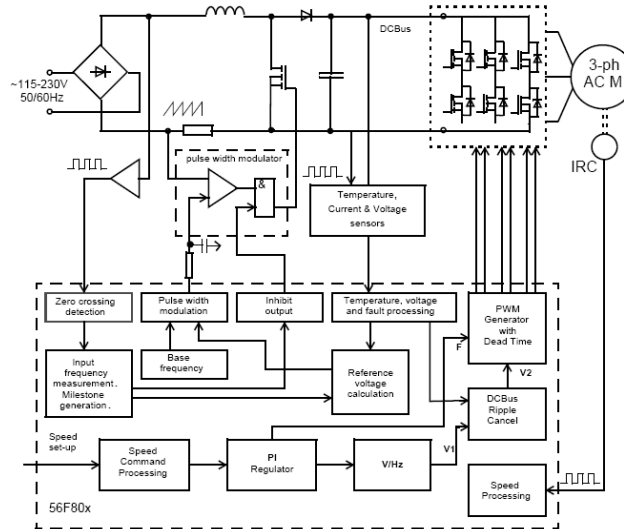 DCBus
3-ph
AC M
~115-230V
50/60Hz
IRC
pulse width modulator
&
Temperature,
Current & Voltage
sensors
Zero crossing
detection
Pulse width
modulation
Inhibit
output
Temperature, voltage
and fault processing
PWM
Generator
with
Dead Time
F
Base
frequency
Input
frequency
measurement.
Milestone
generation.
Reference
voltage
calculation
V2
DCBus
Ripple
Cancel
Speed
set-up
Speed
Command
Processing
PI
Regulator
V/Hz
V1
Speed
Processing
56F80x